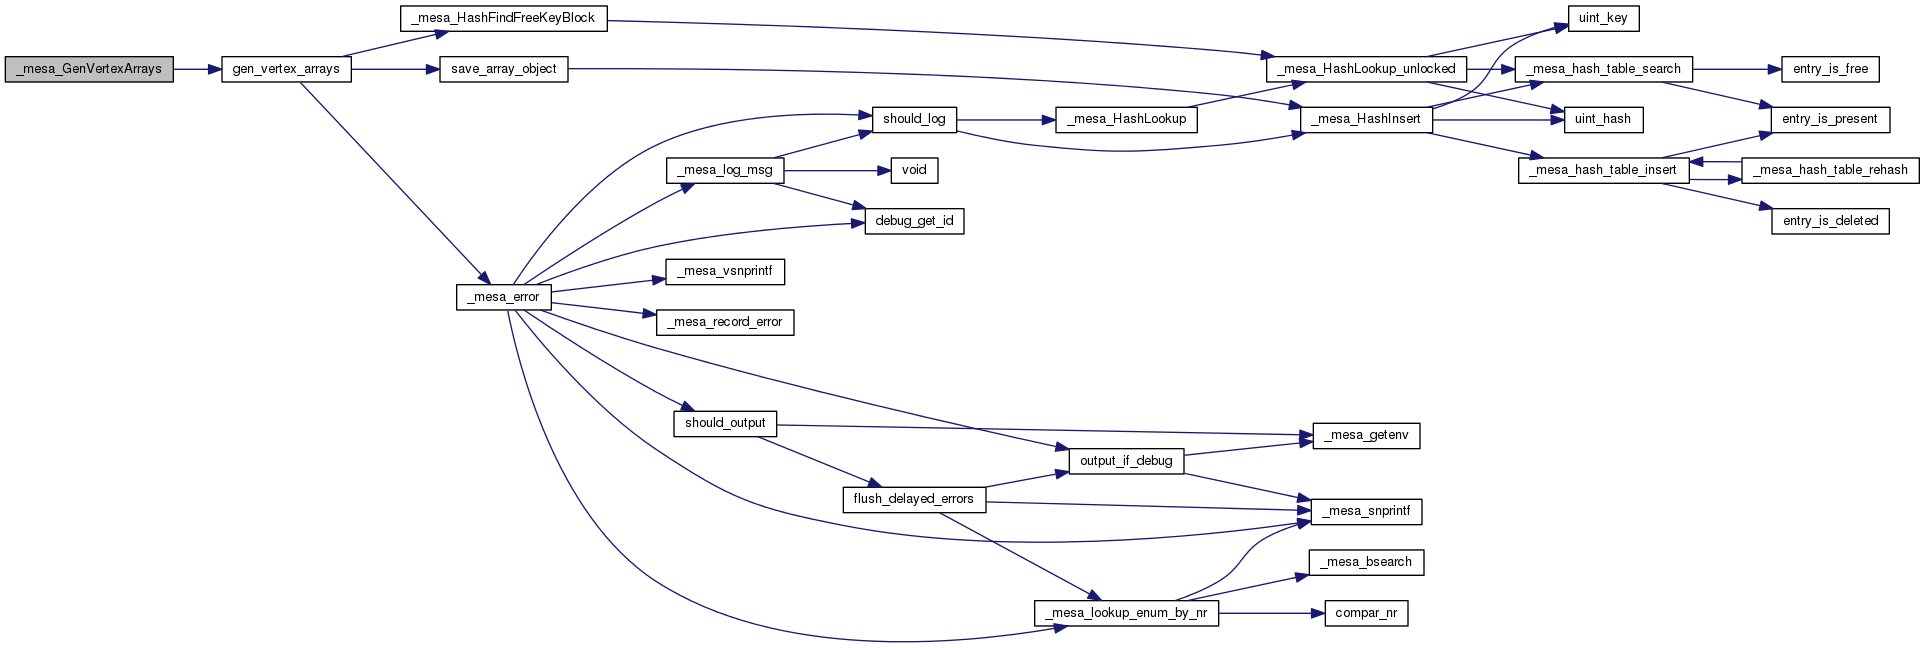 _mesa_GenVertexArrays
gen_vertex_arrays
_mesa_HashFindFreeKeyBlock
save_array_object
_mesa_error
should_log
_mesa_log_msg
void
debug_get_id
_mesa_vsnprintf
_mesa_record_error
should_output
flush_delayed_errors
output_if_debug
_mesa_lookup_enum_by_nr
_mesa_HashLookup
_mesa_HashLookup_unlocked
_mesa_HashInsert
_mesa_getenv
_mesa_snprintf
_mesa_bsearch
compar_nr
uint_key
_mesa_hash_table_search
uint_hash
_mesa_hash_table_insert
entry_is_free
entry_is_present
_mesa_hash_table_rehash
entry_is_deleted